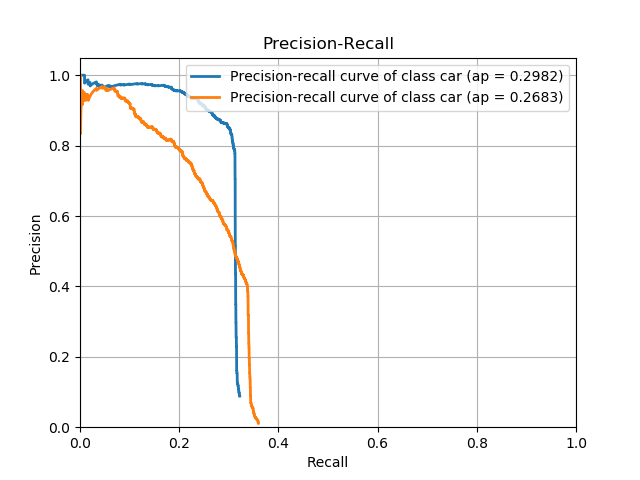 Precision-Recall
Precision-recall curve of class car (ap = 0.2982)
Precision-recall curve of class car (ap = 0.2683)
Precision
1.0
0.8
0.6
0.4
0.2
0.0
0.0 0.2 0.4 0.6 0.8 1.0
Recall